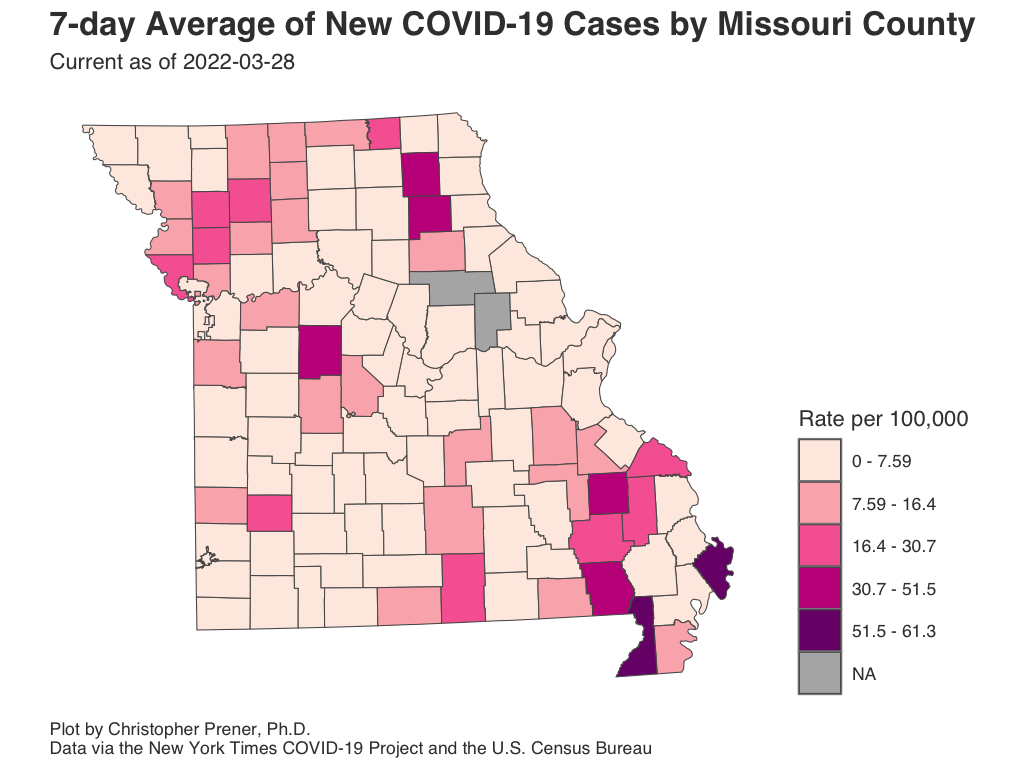 7-day Average of New COVID-19 Cases by Missouri County
Current as of 2022-03-28
Rate per 100,000
0 - 7.59
7.59 - 16.4
16.4 - 30.7
30.7 - 51.5
51.5 - 61.3
NA
Plot by Christopher Prener, Ph.D.
Data via the New York Times COVID-19 Project and the U.S. Census Bureau